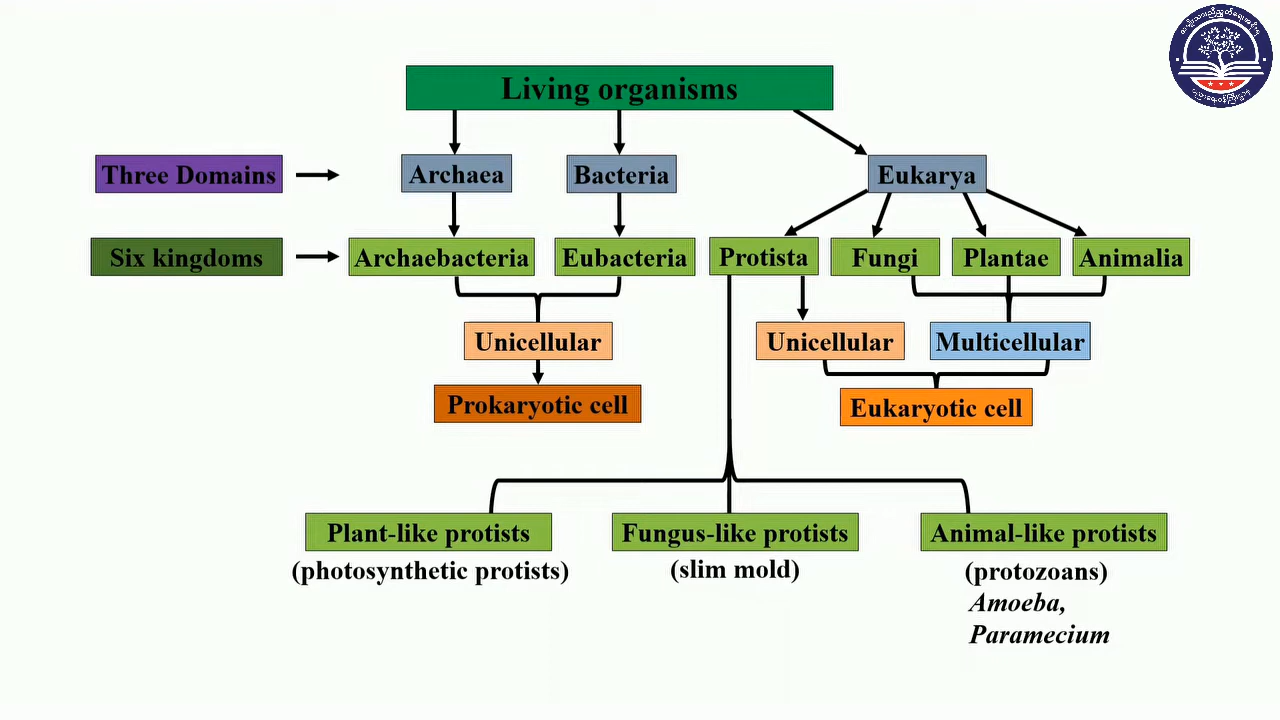 Living organisms
Three Domains
Archaea
Bacteria
Eukarya
Six kingdoms
Archaebacteria
Eubacteria
Protista
Fungi
Plantae
Animalia
Unicellular
Unicellular
Multicellular
Prokaryotic cell
Eukaryotic cell
Plant-like protists
Fungus-like protists
Animal-like protists
(photosynthetic protists)
(slim mold)
(protozoans)
Amoeba,
Paramecium